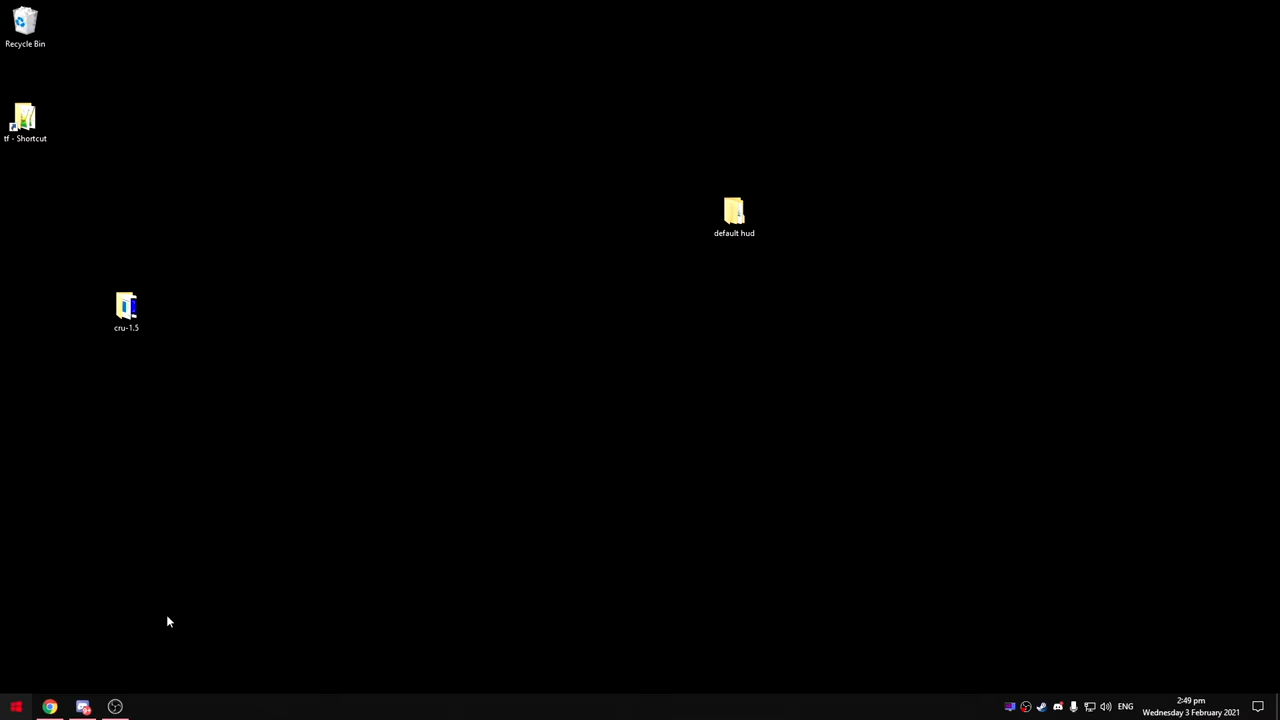 Recycle Bin
tf - Shortcut
default hud
cru-1.5
ENG
2:49 pm
Wednesday 3 February 2021